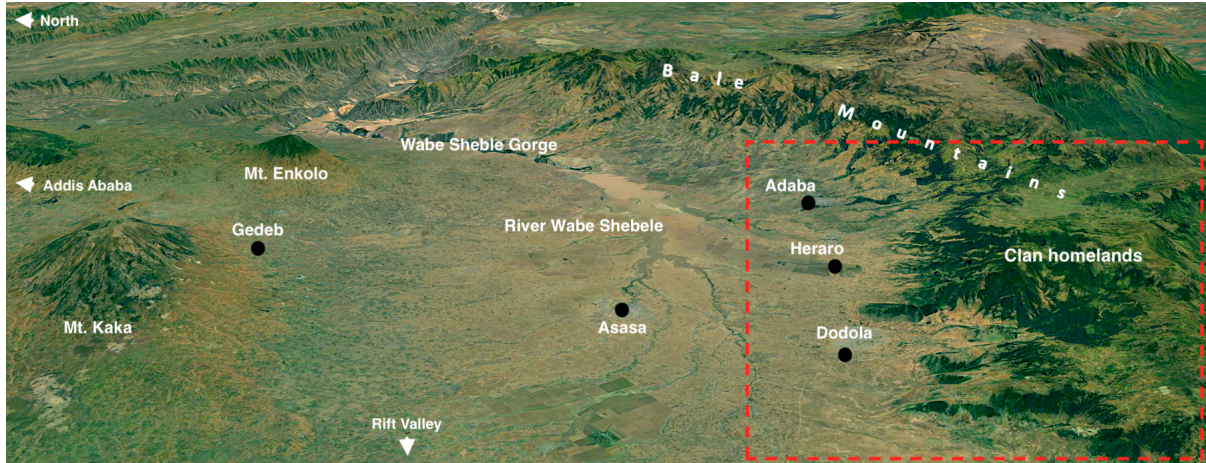 North
Bale
Mountains
Wabe Sheble Gorge
Mt. Enkolo
Addis Ababa
Adaba
Gedeb
River Wabe Shebele
Heraro
Clan homelands
Mt. Kaka
Asasa
Dodola
Rift Valley